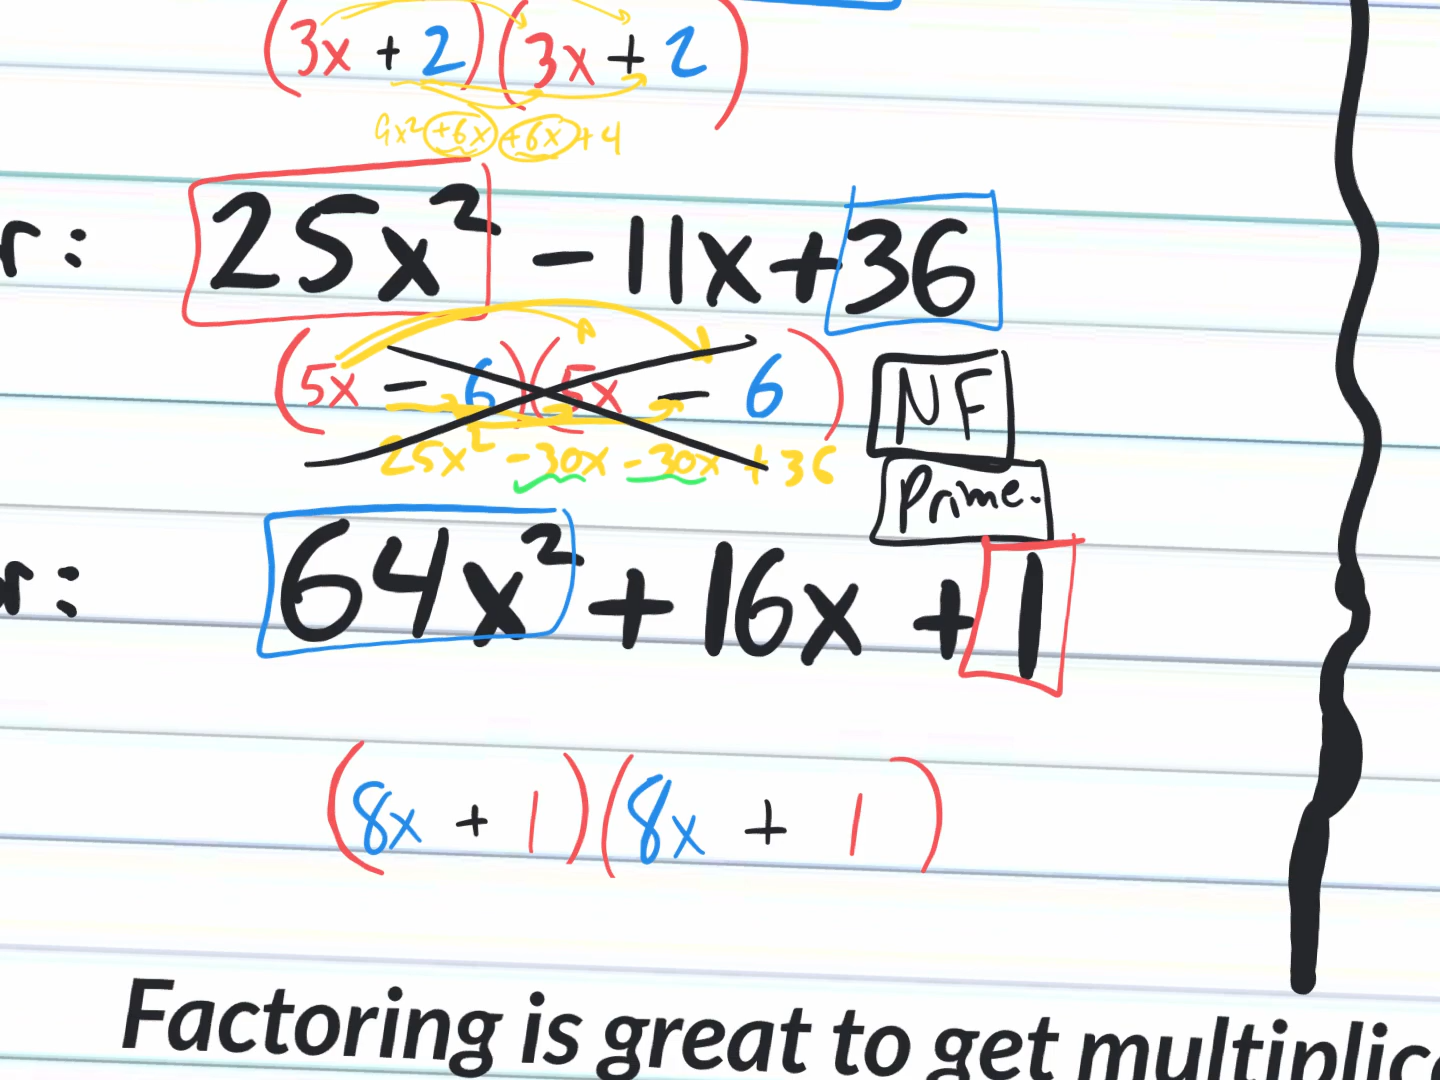 (3x + 2)(3x + 2)
9x² +6x +6x + 4
r: 25x² - 11x + 36
(5x - 6)(5x - 6) NF
25x² - 30x - 30x + 36 Prime.
r: 64x² + 16x + 1
(8x + 1)(8x + 1)
Factoring is great to get multiplic